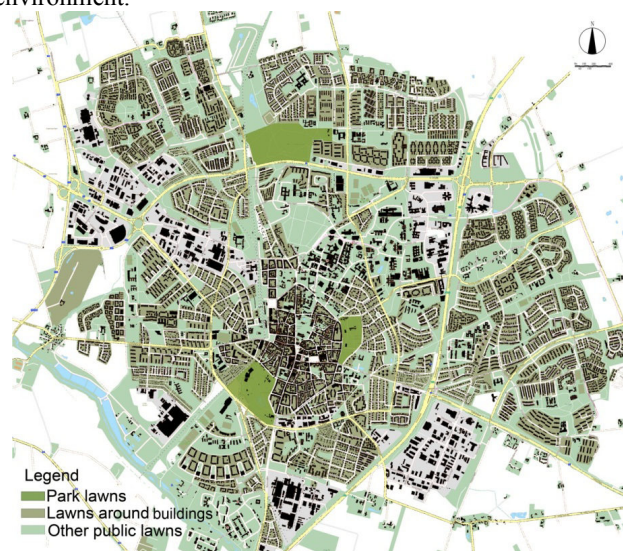 environment.
N
Legend
Park lawns
Lawns around buildings
Other public lawns